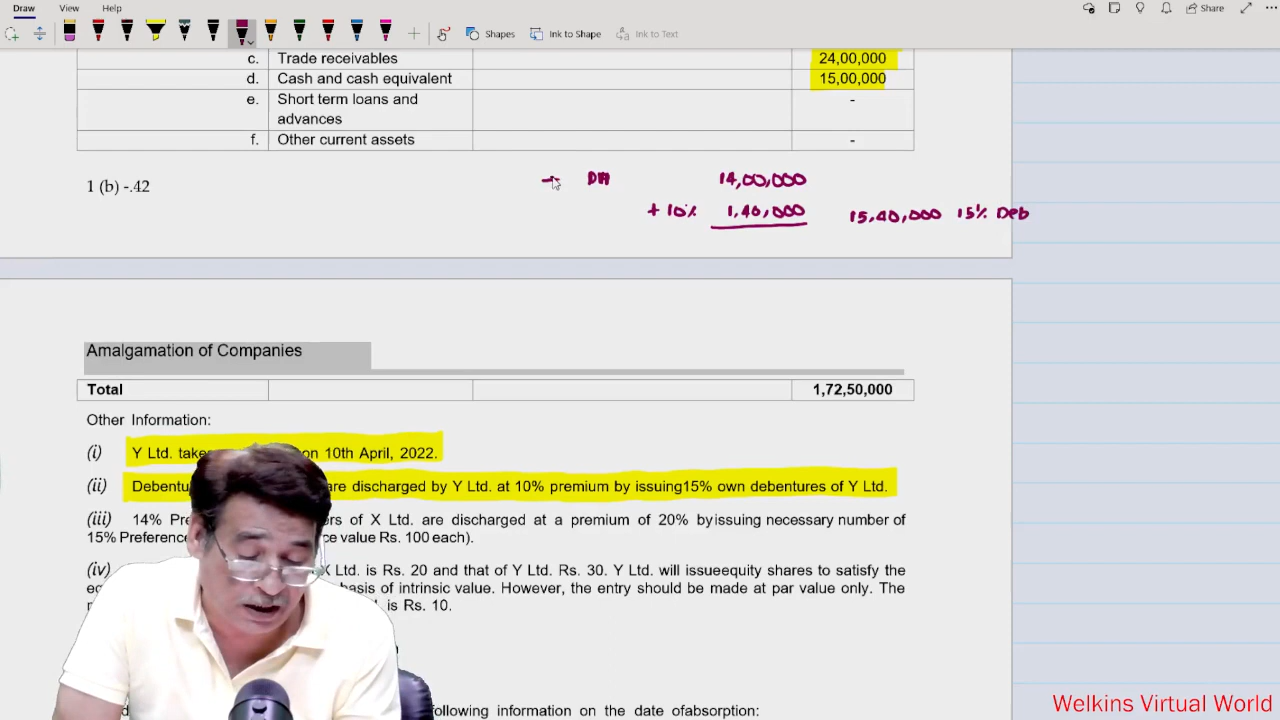 Draw View Help Share
Shapes Ink to Shape Ink to Text
c. Trade receivables 24,00,000
d. Cash and cash equivalent 15,00,000
e. Short term loans and advances -
f. Other current assets -
DH 14,00,000
1 (b) -.42
+ 10% 1,40,000 15,40,000 15% Deb
Amalgamation of Companies
Total 1,72,50,000
Other Information:
(i) Y Ltd. on 10th April, 2022.
(ii) are discharged by Y Ltd. at 10% premium by issuing15% own debentures of Y Ltd.
(iii) 14% of X Ltd. are discharged at a premium of 20% byissuing necessary number of
15% value Rs. 100 each).
(iv) Ltd. is Rs. 20 and that of Y Ltd. Rs. 30. Y Ltd. will issueequity shares to satisfy the
basis of intrinsic value. However, the entry should be made at par value only. The
is Rs. 10.
following information on the date ofabsorption:
Welkins Virtual World